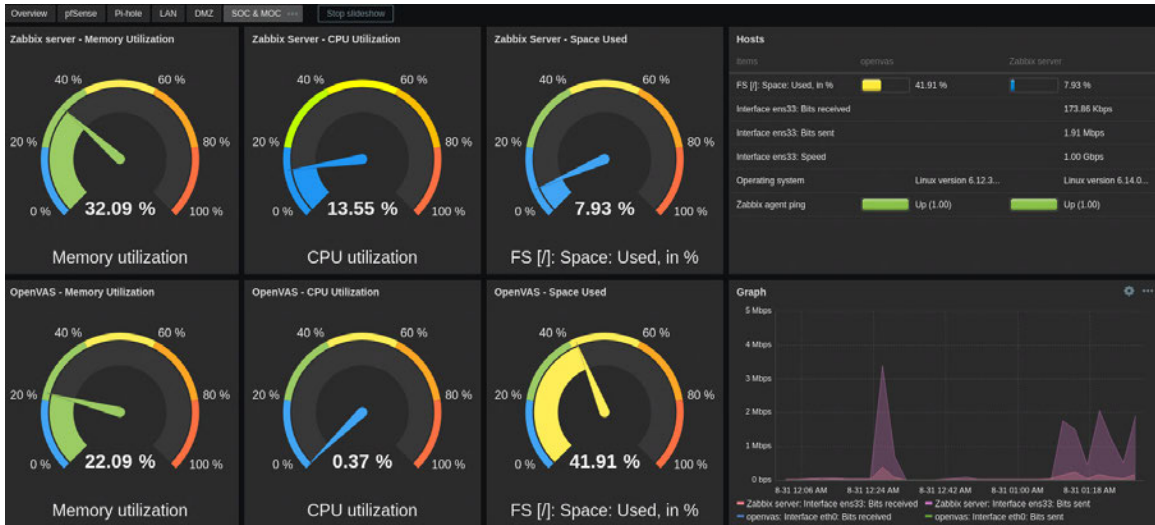 Overview pfSense Pi-hole LAN DMZ SOC & MOC ··· Stop slideshow
Zabbix server - Memory Utilization
40 % 60 %
20 % 80 %
0 % 32.09 % 100 %
Memory utilization
Zabbix Server - CPU Utilization
40 % 60 %
20 % 80 %
0 % 13.55 % 100 %
CPU utilization
Zabbix Server - Space Used
40 % 60 %
20 % 80 %
0 % 7.93 % 100 %
FS [/]: Space: Used, in %
Hosts
Items openvas Zabbix server
FS [/]: Space: Used, in % 41.91 % 7.93 %
Interface ens33: Bits received 173.86 Kbps
Interface ens33: Bits sent 1.91 Mbps
Interface ens33: Speed 1.00 Gbps
Operating system Linux version 6.12.3... Linux version 6.14.0...
Zabbix agent ping Up (1.00) Up (1.00)
OpenVAS - Memory Utilization
40 % 60 %
20 % 80 %
0 % 22.09 % 100 %
Memory utilization
OpenVAS - CPU Utilization
40 % 60 %
20 % 80 %
0 % 0.37 % 100 %
CPU utilization
OpenVAS - Space Used
40 % 60 %
20 % 80 %
0 % 41.91 % 100 %
FS [/]: Space: Used, in %
Graph
5 Mbps
4 Mbps
3 Mbps
2 Mbps
1 Mbps
0 bps
8-31 12:06 AM 8-31 12:24 AM 8-31 12:42 AM 8-31 01:00 AM 8-31 01:18 AM
Zabbix server: Interface ens33: Bits received Zabbix server: Interface ens33: Bits sent
openvas: Interface eth0: Bits received openvas: Interface eth0: Bits sent